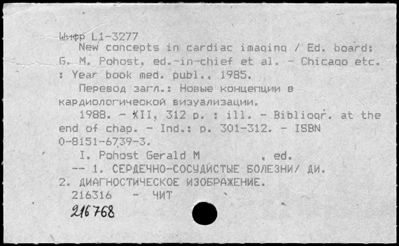 Шифр L1-3277
New concepts in cardiac imaging / Ed. board:
G. M. Pohost, ed.-in-chief et al. - Chicago etc.
: Year book med. publ., 1985.
Перевод загл.: Новые концепции в
кардиологической визуализации.
1988. - XII, 312 p. : ill. - Bibliogr. at the
end of chap. - Ind.: p. 301-312. - ISBN
0-8151-6739-3.
I. Pohost Gerald M , ed.
-- 1. СЕРДЕЧНО-СОСУДИСТЫЕ БОЛЕЗНИ/ ДИ.
2. ДИАГНОСТИЧЕСКОЕ ИЗОБРАЖЕНИЕ.
216316 - ЧИТ
216768